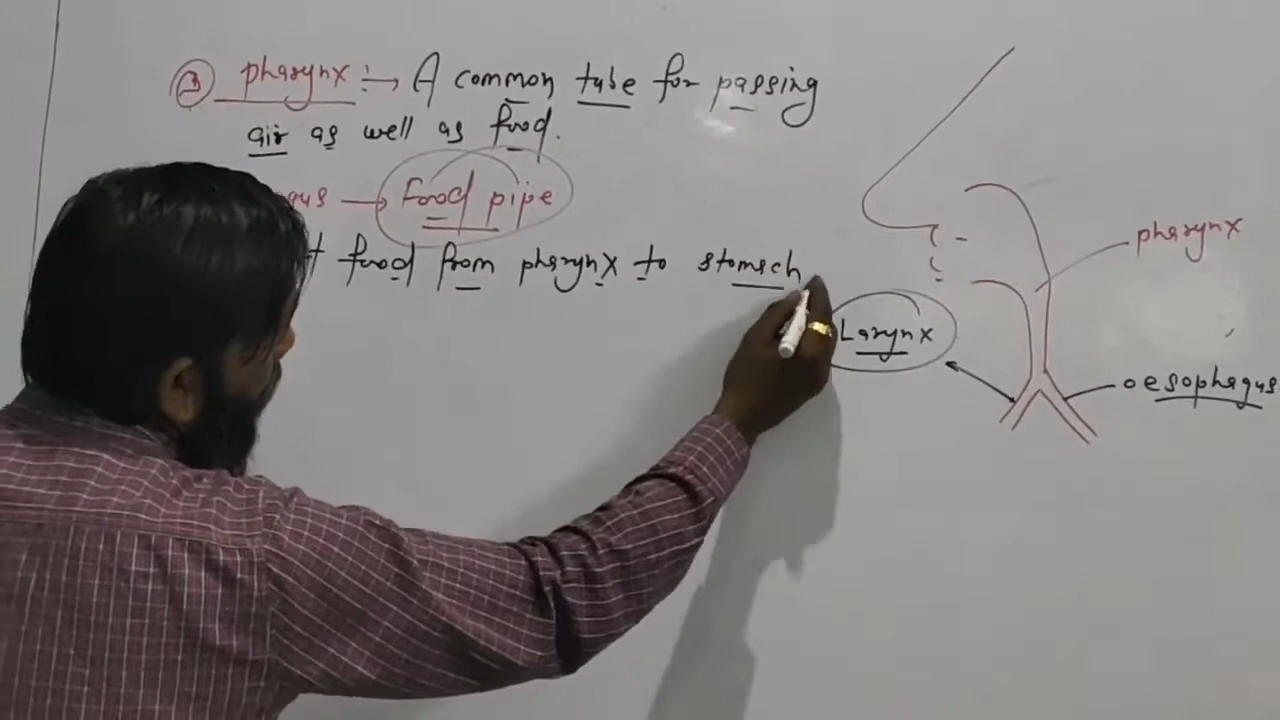 3 pharynx :→ A common tube for passing
air as well as food.
→ Food pipe
food from pharynx to stomach
pharynx
Larynx
oesophagus